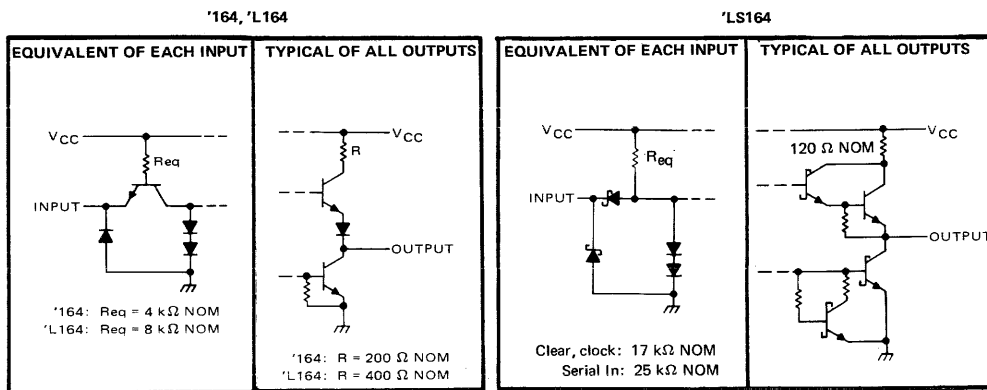 '164, 'L164
EQUIVALENT OF EACH INPUT
VCC
Req
INPUT
'164: Req = 4 kΩ NOM
'L164: Req = 8 kΩ NOM
TYPICAL OF ALL OUTPUTS
VCC
R
OUTPUT
'164: R = 200 Ω NOM
'L164: R = 400 Ω NOM
'LS164
EQUIVALENT OF EACH INPUT
VCC
Req
INPUT
Clear, clock: 17 kΩ NOM
Serial In: 25 kΩ NOM
TYPICAL OF ALL OUTPUTS
VCC
120 Ω NOM
OUTPUT